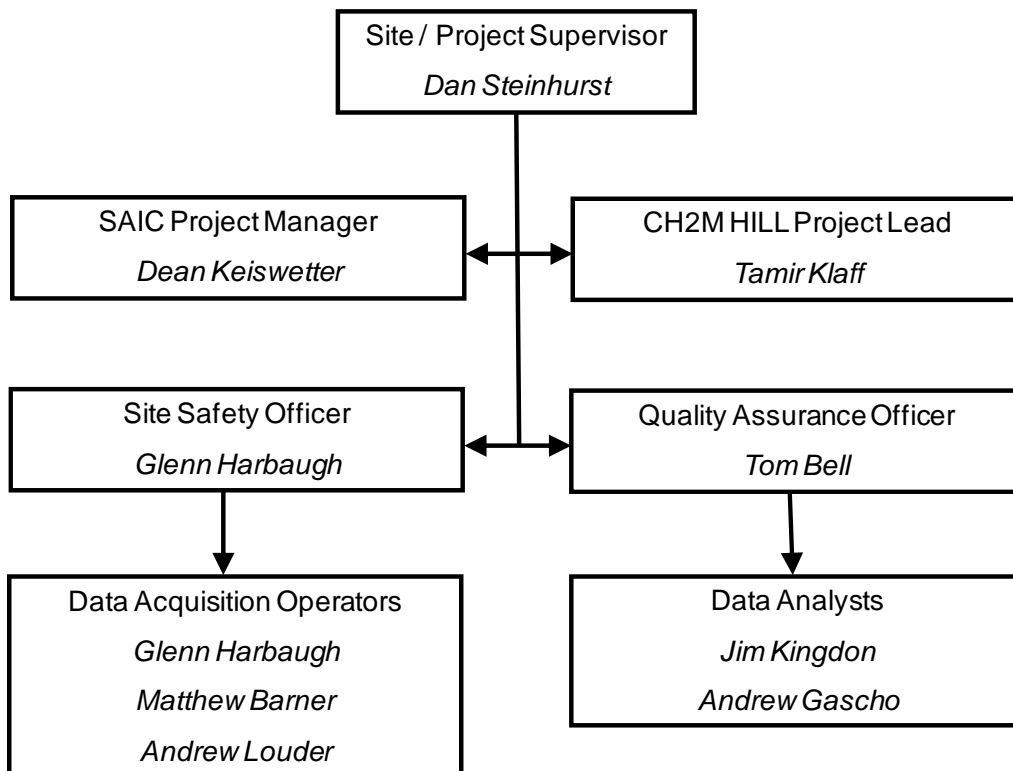 Site / Project Supervisor
Dan Steinhurst
SAIC Project Manager
Dean Keiswetter
CH2M HILL Project Lead
Tamir Klaff
Site Safety Officer
Glenn Harbaugh
Quality Assurance Officer
Tom Bell
Data Acquisition Operators
Glenn Harbaugh
Matthew Barner
Andrew Louder
Data Analysts
Jim Kingdon
Andrew Gascho